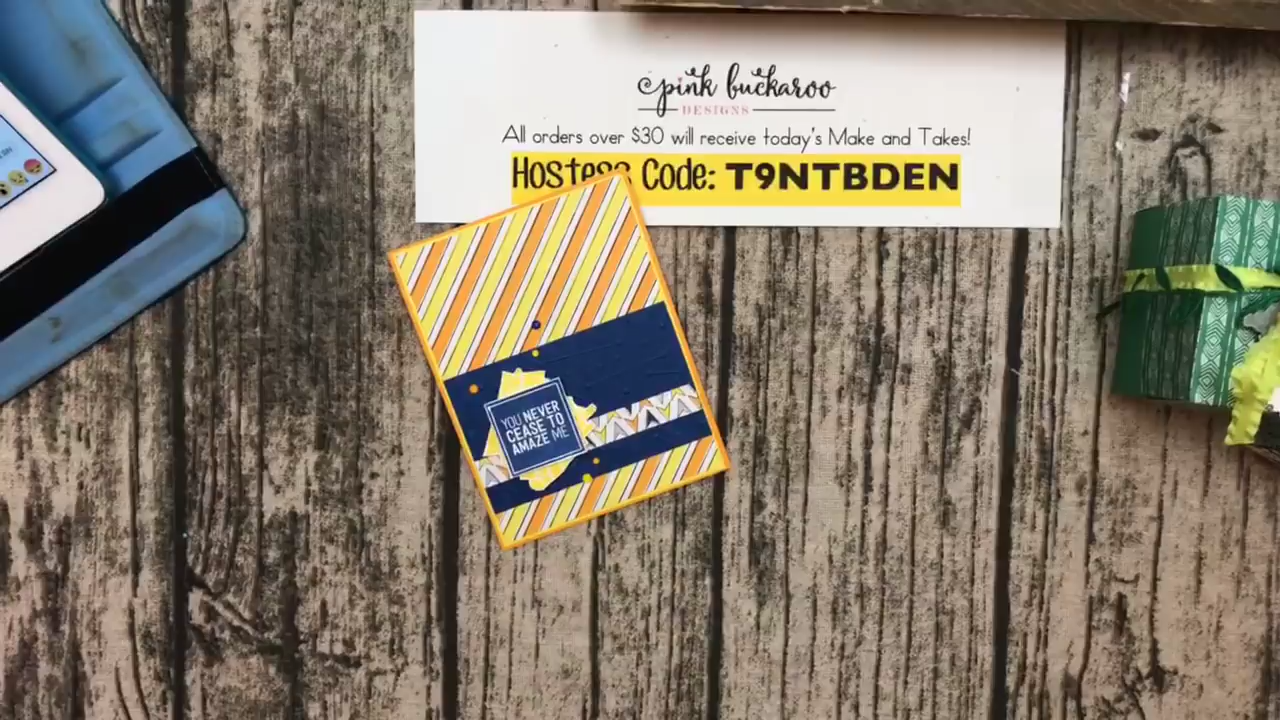 pink buckaroo
DESIGNS
All orders over $30 will receive today's Make and Takes!
Hostess Code: T9NTBDEN
YOU NEVER
CEASE TO
AMAZE ME